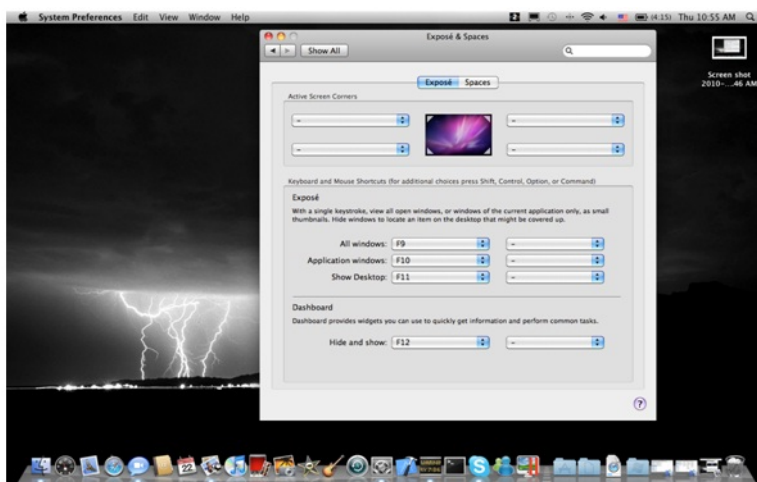 System Preferences Edit View Window Help
(4:15) Thu 10:55 AM
Exposé & Spaces
Show All
Screen shot
2010-....46 AM
Exposé Spaces
Active Screen Corners
– –
– –
Keyboard and Mouse Shortcuts (for additional choices press Shift, Control, Option, or Command)
Exposé
With a single keystroke, view all open windows, or windows of the current application only, as small
thumbnails. Hide windows to locate an item on the desktop that might be covered up.
All windows: F9 –
Application windows: F10 –
Show Desktop: F11 –
Dashboard
Dashboard provides widgets you can use to quickly get information and perform common tasks.
Hide and show: F12 –
?
22